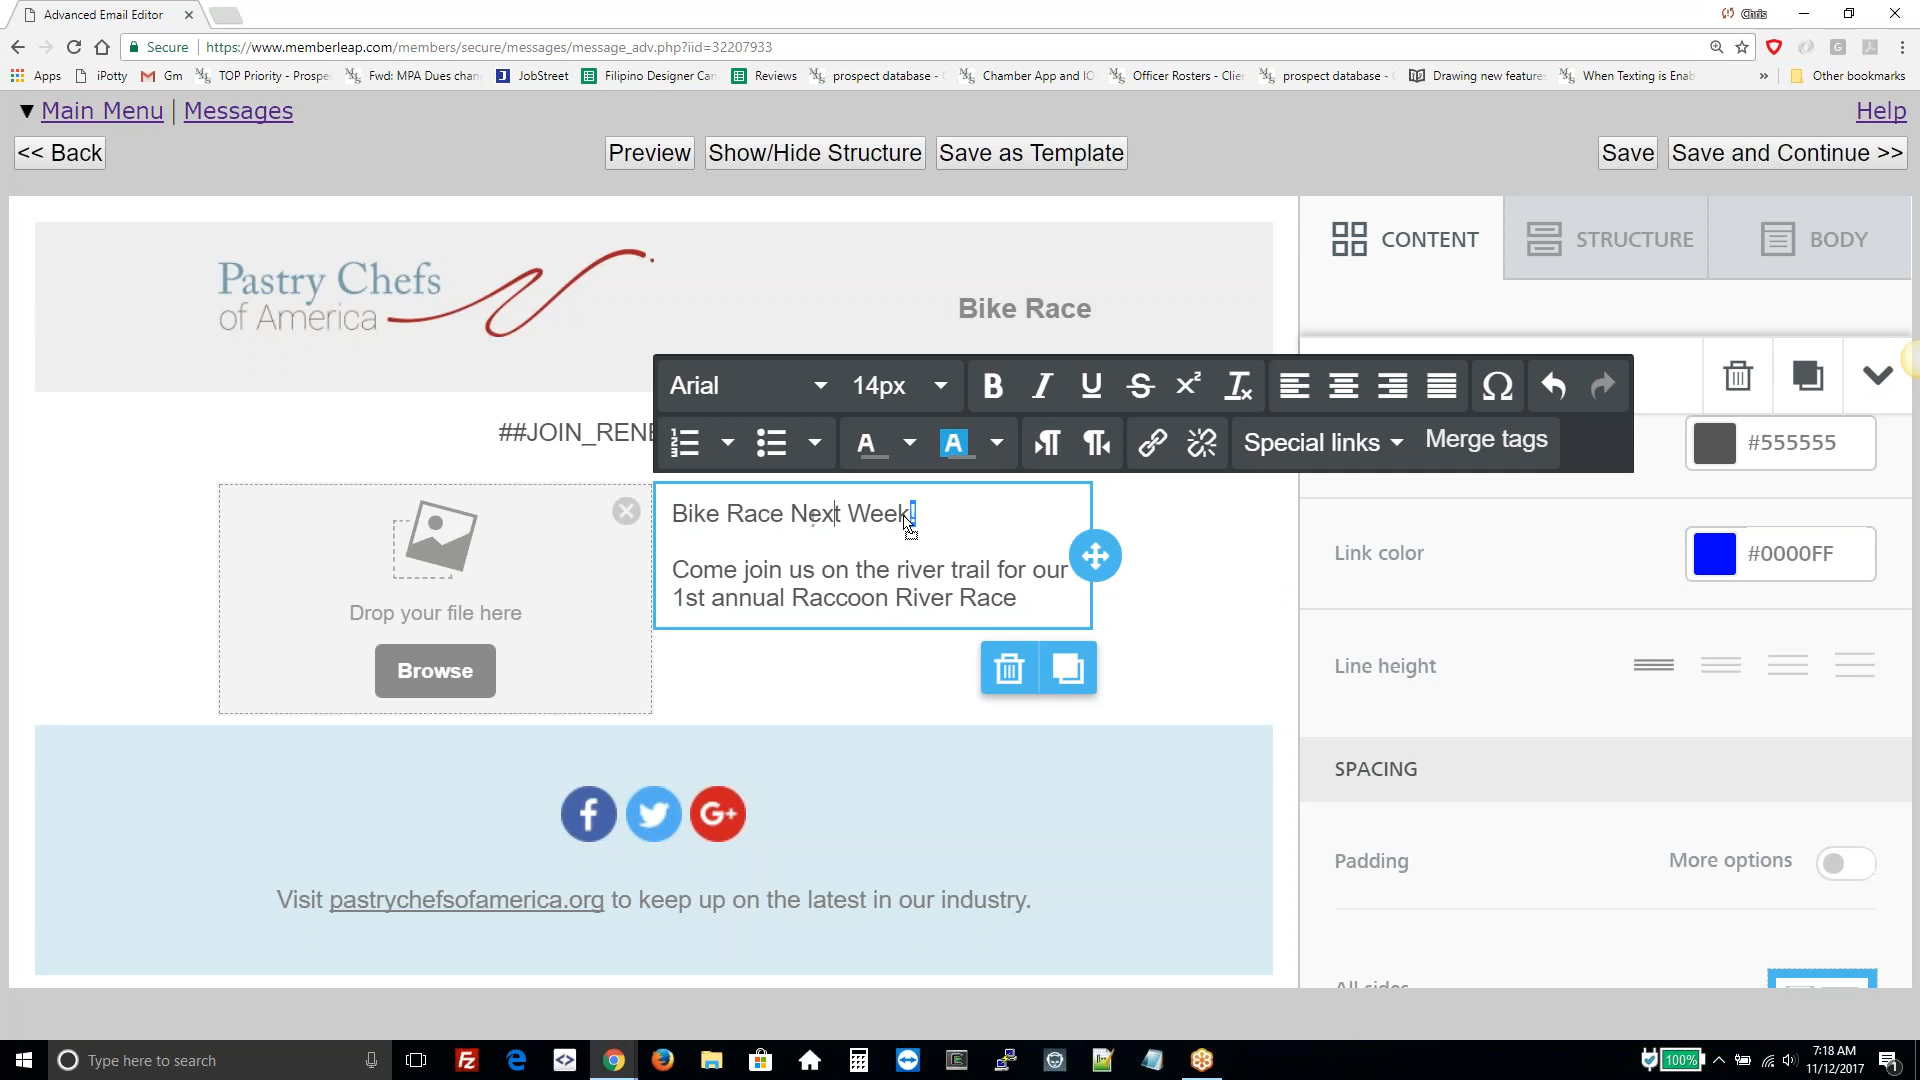 Advanced Email Editor
Chris
Secure
https://www.memberleap.com/members/secure/messages/message_adv.php?iid=32207933
Apps
iPotty
Gm
TOP Priority - Prospe
Fwd: MPA Dues chan
JobStreet
Filipino Designer Can
Reviews
prospect database -
Chamber App and IO
Officer Rosters - Clien
prospect database -
Drawing new features
When Texting is Enab
»
Other bookmarks
▼ Main Menu | Messages
Help
<< Back
Preview
Show/Hide Structure
Save as Template
Save
Save and Continue >>
CONTENT
STRUCTURE
BODY
Pastry Chefs
of America
Bike Race
Arial
14px
Special links
Merge tags
##JOIN_RENE
#555555
Bike Race Next Week!
Come join us on the river trail for our
1st annual Raccoon River Race
Drop your file here
Browse
Link color
#0000FF
Line height
SPACING
Padding
More options
All sides
Visit pastrychefsofamerica.org to keep up on the latest in our industry.
Type here to search
100%
7:18 AM
11/12/2017
1